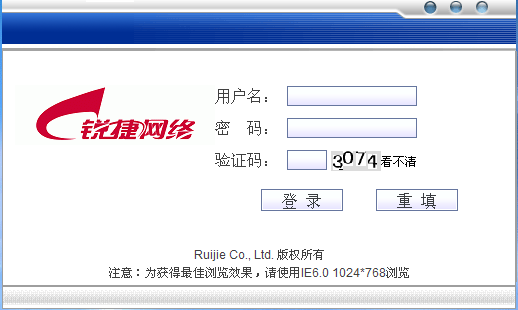 锐捷网络
用户名：
密 码：
验证码： 3074 看不清
登 录 重 填
Ruijie Co., Ltd. 版权所有
注意：为获得最佳浏览效果，请使用IE6.0 1024*768浏览